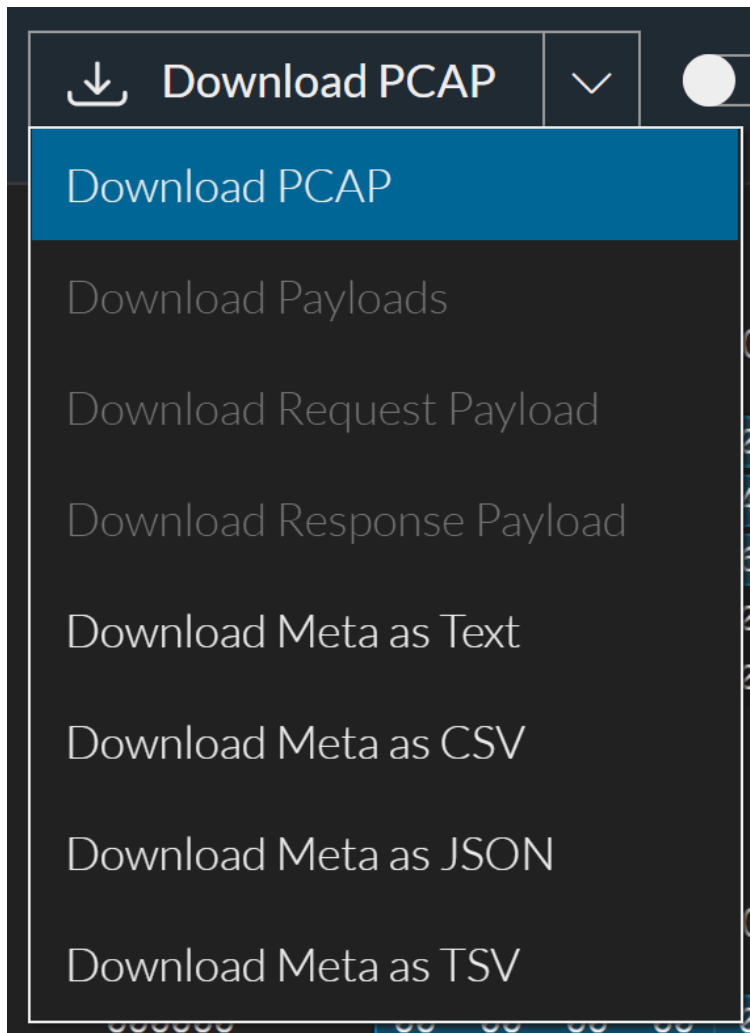 Download PCAP
Download PCAP
Download Payloads
Download Request Payload
Download Response Payload
Download Meta as Text
Download Meta as CSV
Download Meta as JSON
Download Meta as TSV